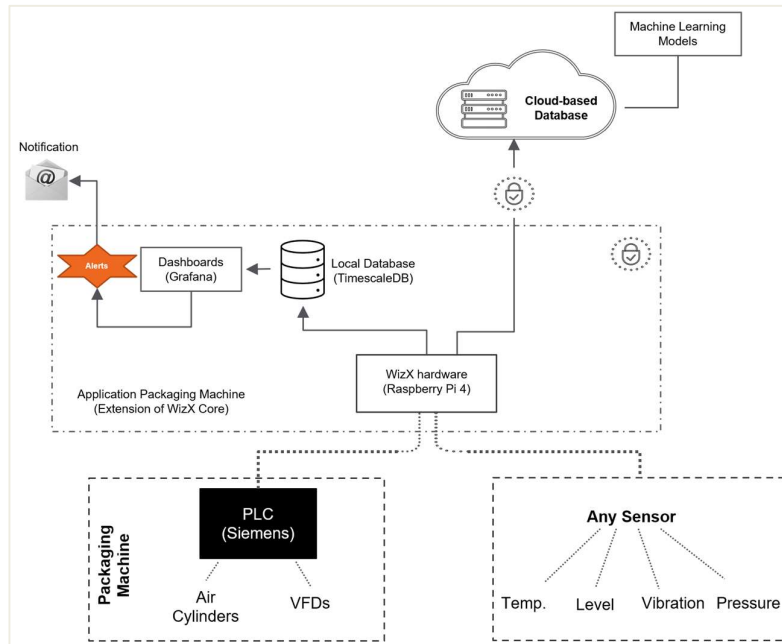 Machine Learning
Models
Cloud-based
Database
Notification
@
Alerts
Dashboards
(Grafana)
Local Database
(TimescaleDB)
WizX hardware
(Raspberry Pi 4)
Application Packaging Machine
(Extension of WizX Core)
Packaging
Machine
PLC
(Siemens)
Air
Cylinders
VFDs
Any Sensor
Temp.
Level
Vibration
Pressure